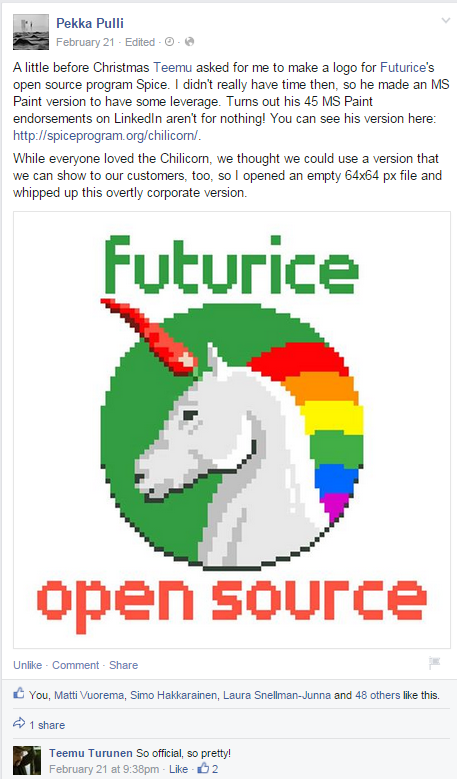 Pekka Pulli
February 21 · Edited ·
A little before Christmas Teemu asked for me to make a logo for Futurice's
open source program Spice. I didn't really have time then, so he made an MS
Paint version to have some leverage. Turns out his 45 MS Paint
endorsements on LinkedIn aren't for nothing! You can see his version here:
http://spiceprogram.org/chilicorn/.
While everyone loved the Chilicorn, we thought we could use a version that
we can show to our customers, too, so I opened an empty 64x64 px file and
whipped up this overtly corporate version.
futurice
open source
Unlike · Comment · Share
You, Matti Vuorema, Simo Hakkarainen, Laura Snellman-Junna and 48 others like this.
1 share
Teemu Turunen So official, so pretty!
February 21 at 9:38pm · Like · 2